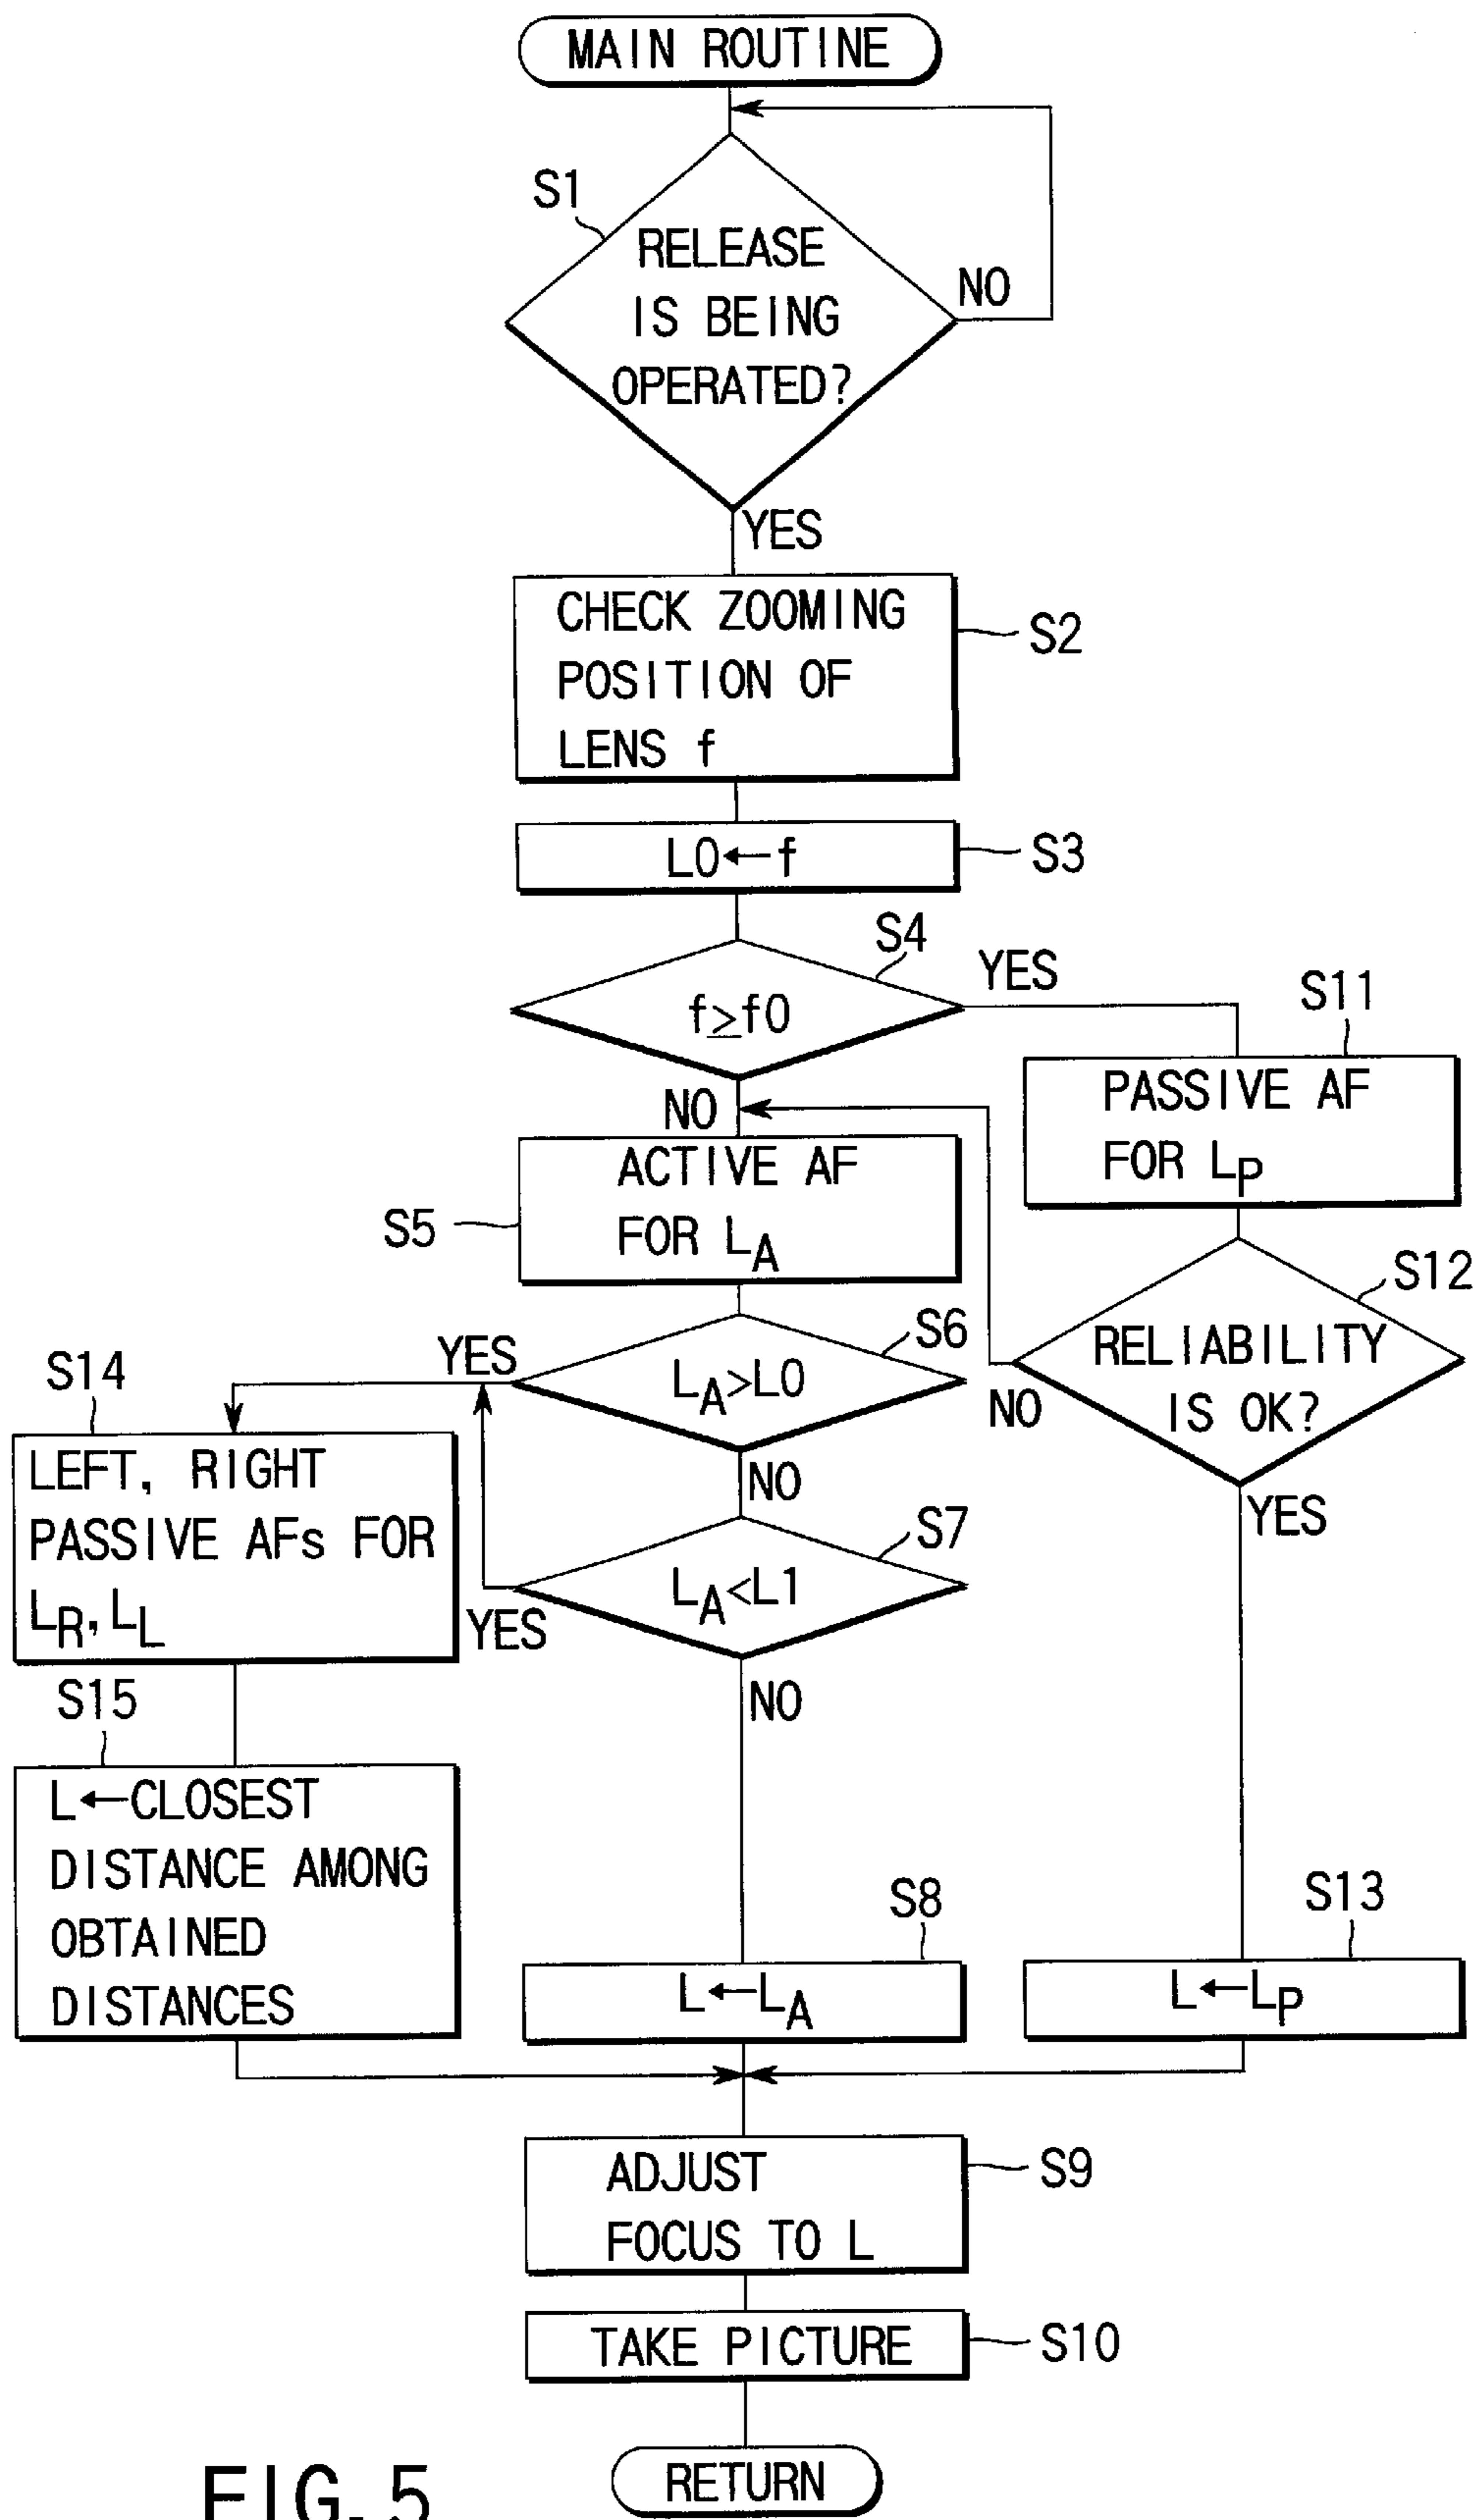 MAIN ROUTINE
S1
RELEASE
IS BEING
OPERATED?
NO
YES
CHECK ZOOMING
POSITION OF
LENS f
S2
L0←f
S3
S4
f≥f0
YES
NO
S11
PASSIVE AF
FOR LP
S5
ACTIVE AF
FOR LA
S12
RELIABILITY
IS OK?
NO
YES
S6
LA>L0
YES
NO
S14
LEFT, RIGHT
PASSIVE AFs FOR
LR, LL
S7
LA<L1
YES
NO
S15
L←CLOSEST
DISTANCE AMONG
OBTAINED
DISTANCES
S8
L←LA
S13
L←LP
ADJUST
FOCUS TO L
S9
TAKE PICTURE
S10
RETURN
FIG. 5